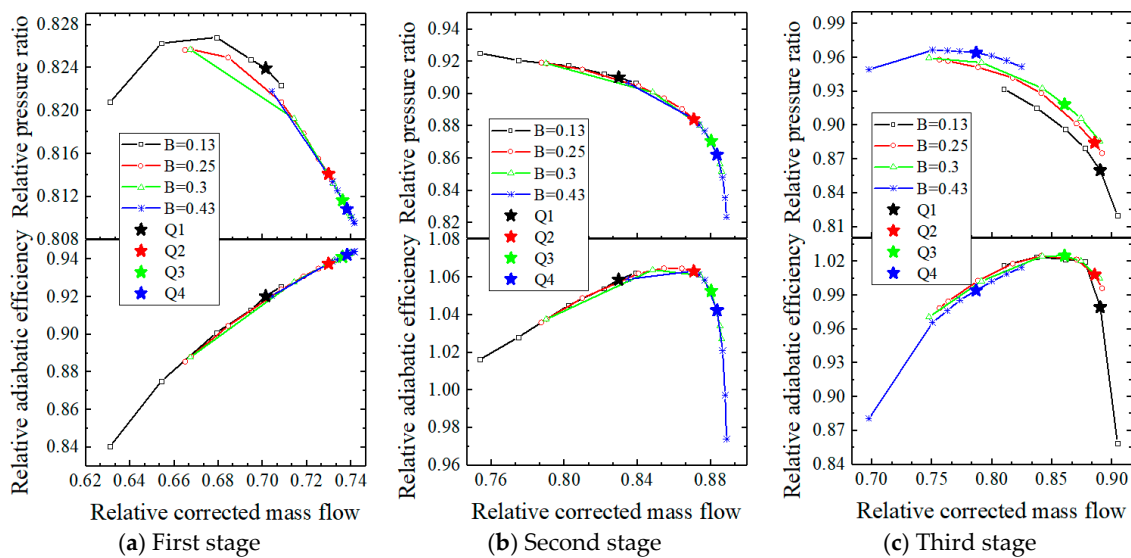 Relative pressure ratio
0.828
0.824
0.820
0.816
0.812
0.808
B=0.13
B=0.25
B=0.3
B=0.43
Q1
Q2
Q3
Q4
Relative adiabatic efficiency
0.94
0.92
0.90
0.88
0.86
0.84
0.62 0.64 0.66 0.68 0.70 0.72 0.74
Relative corrected mass flow
(a) First stage
Relative pressure ratio
0.94
0.92
0.90
0.88
0.86
0.84
0.82
B=0.13
B=0.25
B=0.3
B=0.43
Q1
Q2
Q3
Q4
Relative adiabatic efficiency
1.08
1.06
1.04
1.02
1.00
0.98
0.96
0.76 0.80 0.84 0.88
Relative corrected mass flow
(b) Second stage
Relative pressure ratio
0.99
0.96
0.93
0.90
0.87
0.84
0.81
B=0.13
B=0.25
B=0.3
B=0.43
Q1
Q2
Q3
Q4
Relative adiabatic efficiency
1.02
0.99
0.96
0.93
0.90
0.87
0.84
0.70 0.75 0.80 0.85 0.90
Relative corrected mass flow
(c) Third stage